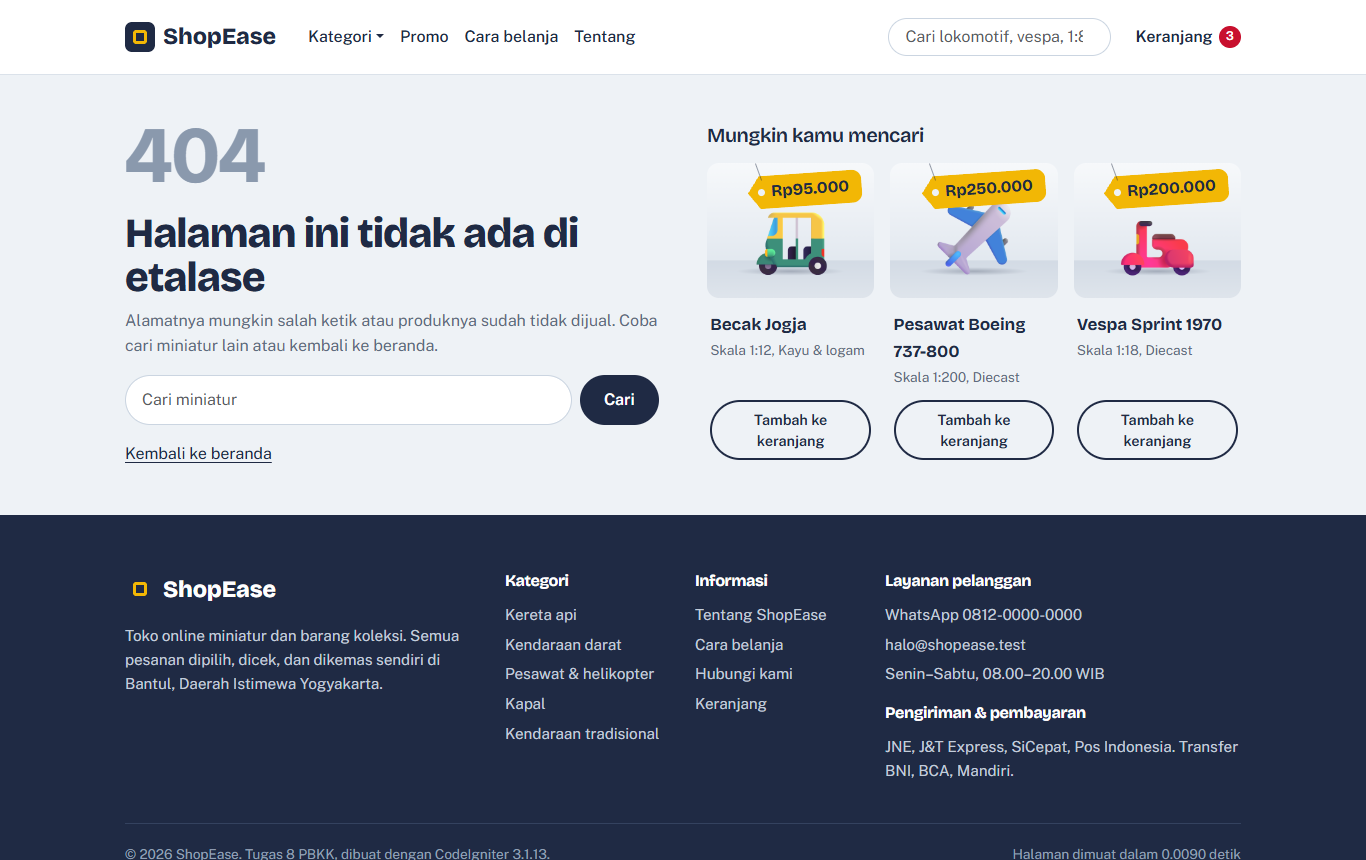 ShopEase
Kategori
Promo
Cara belanja
Tentang
Cari lokomotif, vespa, 1:8
Keranjang 3
404
Halaman ini tidak ada di
etalase
Alamatnya mungkin salah ketik atau produknya sudah tidak dijual. Coba
cari miniatur lain atau kembali ke beranda.
Cari miniatur
Cari
Kembali ke beranda
Mungkin kamu mencari
Rp95.000
Becak Jogja
Skala 1:12, Kayu & logam
Tambah ke
keranjang
Rp250.000
Pesawat Boeing
737-800
Skala 1:200, Diecast
Tambah ke
keranjang
Rp200.000
Vespa Sprint 1970
Skala 1:18, Diecast
Tambah ke
keranjang
ShopEase
Toko online miniatur dan barang koleksi. Semua
pesanan dipilih, dicek, dan dikemas sendiri di
Bantul, Daerah Istimewa Yogyakarta.
Kategori
Kereta api
Kendaraan darat
Pesawat & helikopter
Kapal
Kendaraan tradisional
Informasi
Tentang ShopEase
Cara belanja
Hubungi kami
Keranjang
Layanan pelanggan
WhatsApp 0812-0000-0000
halo@shopease.test
Senin–Sabtu, 08.00–20.00 WIB
Pengiriman & pembayaran
JNE, J&T Express, SiCepat, Pos Indonesia. Transfer
BNI, BCA, Mandiri.
© 2026 ShopEase. Tugas 8 PBKK, dibuat dengan CodeIgniter 3.1.13.
Halaman dimuat dalam 0.0090 detik